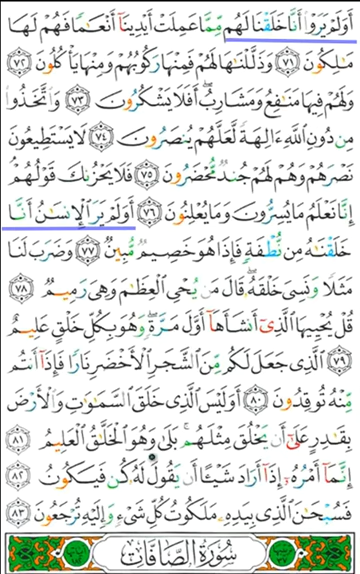 أَوَلَمْ يَرَوْا۟ أَنَّا خَلَقْنَا لَهُم مِّمَّا عَمِلَتْ أَيْدِينَآ أَنْعَـٰمًا فَهُمْ لَهَا
مَـٰلِكُونَ ٧١ وَذَلَّلْنَـٰهَا لَهُمْ فَمِنْهَا رَكُوبُهُمْ وَمِنْهَا يَأْكُلُونَ ٧٢
وَلَهُمْ فِيهَا مَنَـٰفِعُ وَمَشَارِبُ ۖ أَفَلَا يَشْكُرُونَ ٧٣ وَٱتَّخَذُوا۟
مِن دُونِ ٱللَّهِ ءَالِهَةً لَّعَلَّهُمْ يُنصَرُونَ ٧٤ لَا يَسْتَطِيعُونَ
نَصْرَهُمْ وَهُمْ لَهُمْ جُندٌ مُّحْضَرُونَ ٧٥ فَلَا يَحْزُنكَ قَوْلُهُمْ ۘ
إِنَّا نَعْلَمُ مَا يُسِرُّونَ وَمَا يُعْلِنُونَ ٧٦ أَوَلَمْ يَرَ ٱلْإِنسَـٰنُ أَنَّا
خَلَقْنَـٰهُ مِن نُّطْفَةٍ فَإِذَا هُوَ خَصِيمٌ مُّبِينٌ ٧٧ وَضَرَبَ لَنَا
مَثَلًا وَنَسِىَ خَلْقَهُۥ ۖ قَالَ مَن يُحْىِ ٱلْعِظَـٰمَ وَهِىَ رَمِيمٌ ٧٨
قُلْ يُحْيِيهَا ٱلَّذِىٓ أَنشَأَهَآ أَوَّلَ مَرَّةٍ ۖ وَهُوَ بِكُلِّ خَلْقٍ عَلِيمٌ
٧٩ ٱلَّذِى جَعَلَ لَكُم مِّنَ ٱلشَّجَرِ ٱلْأَخْضَرِ نَارًا فَإِذَآ أَنتُم
مِّنْهُ تُوقِدُونَ ٨٠ أَوَلَيْسَ ٱلَّذِى خَلَقَ ٱلسَّمَـٰوَٰتِ وَٱلْأَرْضَ
بِقَـٰدِرٍ عَلَىٰٓ أَن يَخْلُقَ مِثْلَهُم ۚ بَلَىٰ وَهُوَ ٱلْخَلَّـٰقُ ٱلْعَلِيمُ ٨١
إِنَّمَآ أَمْرُهُۥٓ إِذَآ أَرَادَ شَيْـًٔا أَن يَقُولَ لَهُۥ كُن فَيَكُونُ ٨٢
فَسُبْحَـٰنَ ٱلَّذِى بِيَدِهِۦ مَلَكُوتُ كُلِّ شَىْءٍ وَإِلَيْهِ تُرْجَعُونَ ٨٣
سُورَةُ الصَّافَّاتِ